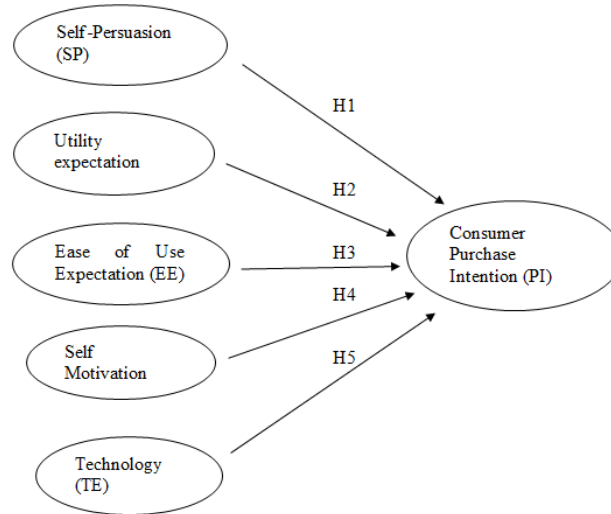 Self-Persuasion
(SP)
H1
Utility
expectation
H2
Consumer
Purchase
Intention (PI)
Ease of Use
Expectation (EE)
H3
H4
Self
Motivation
H5
Technology
(TE)